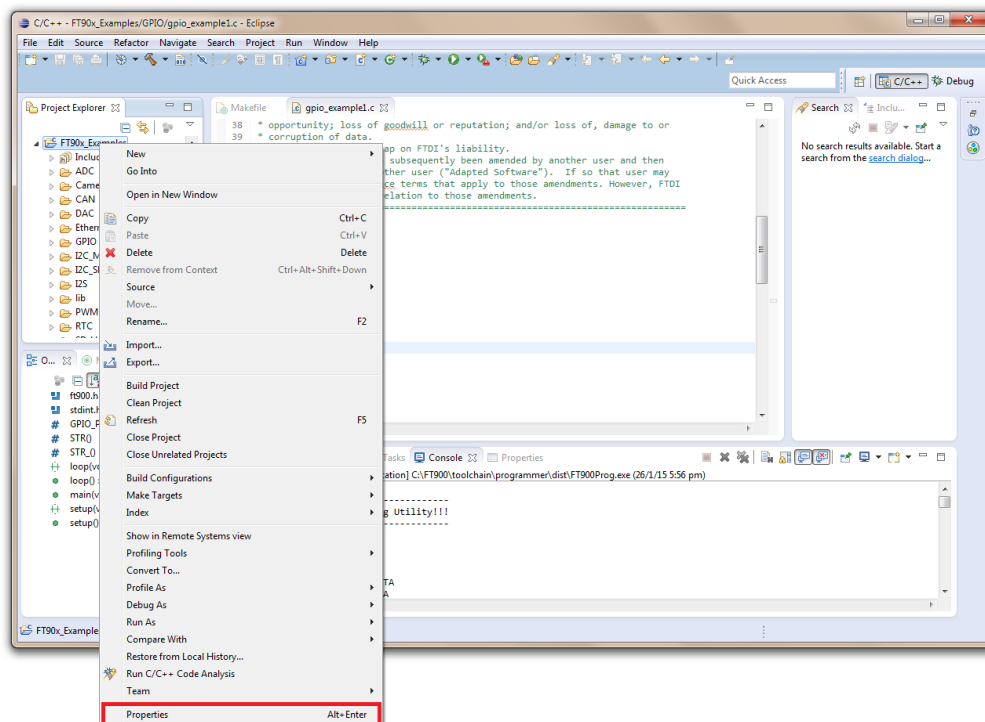 C/C++ - FT90x_Examples/GPIO/gpio_example1.c - Eclipse
File Edit Source Refactor Navigate Search Project Run Window Help
Quick Access
C/C++
Debug
Project Explorer
FT90x_Examples
Includ
ADC
Came
CAN
DAC
Ethern
GPIO
I2C_M
I2C_Sl
I2S
lib
PWM
RTC
O...
ft900.h
stdint.h
GPIO_P
STR()
STR_()
loop(vo
loop() :
main(v
setup(v
setup()
FT90x_Example
New
Go Into
Open in New Window
Copy Ctrl+C
Paste Ctrl+V
Delete Delete
Remove from Context Ctrl+Alt+Shift+Down
Source
Move...
Rename... F2
Import...
Export...
Build Project
Clean Project
Refresh F5
Close Project
Close Unrelated Projects
Build Configurations
Make Targets
Index
Show in Remote Systems view
Profiling Tools
Convert To...
Profile As
Debug As
Run As
Compare With
Restore from Local History...
Run C/C++ Code Analysis
Team
Properties Alt+Enter
Makefile
gpio_example1.c
38 * opportunity; loss of goodwill or reputation; and/or loss of, damage to or
39 * corruption of data.
ap on FTDI's liability.
subsequently been amended by another user and then
ther user ("Adapted Software"). If so that user may
ce terms that apply to those amendments. However, FTDI
elation to those amendments.
Search
Inclu...
No search results available. Start a
search from the search dialog...
Tasks
Console
Properties
ation] C:\FT900\toolchain\programmer\dist\FT900Prog.exe (26/1/15 5:56 pm)
g Utility!!!
TA
A